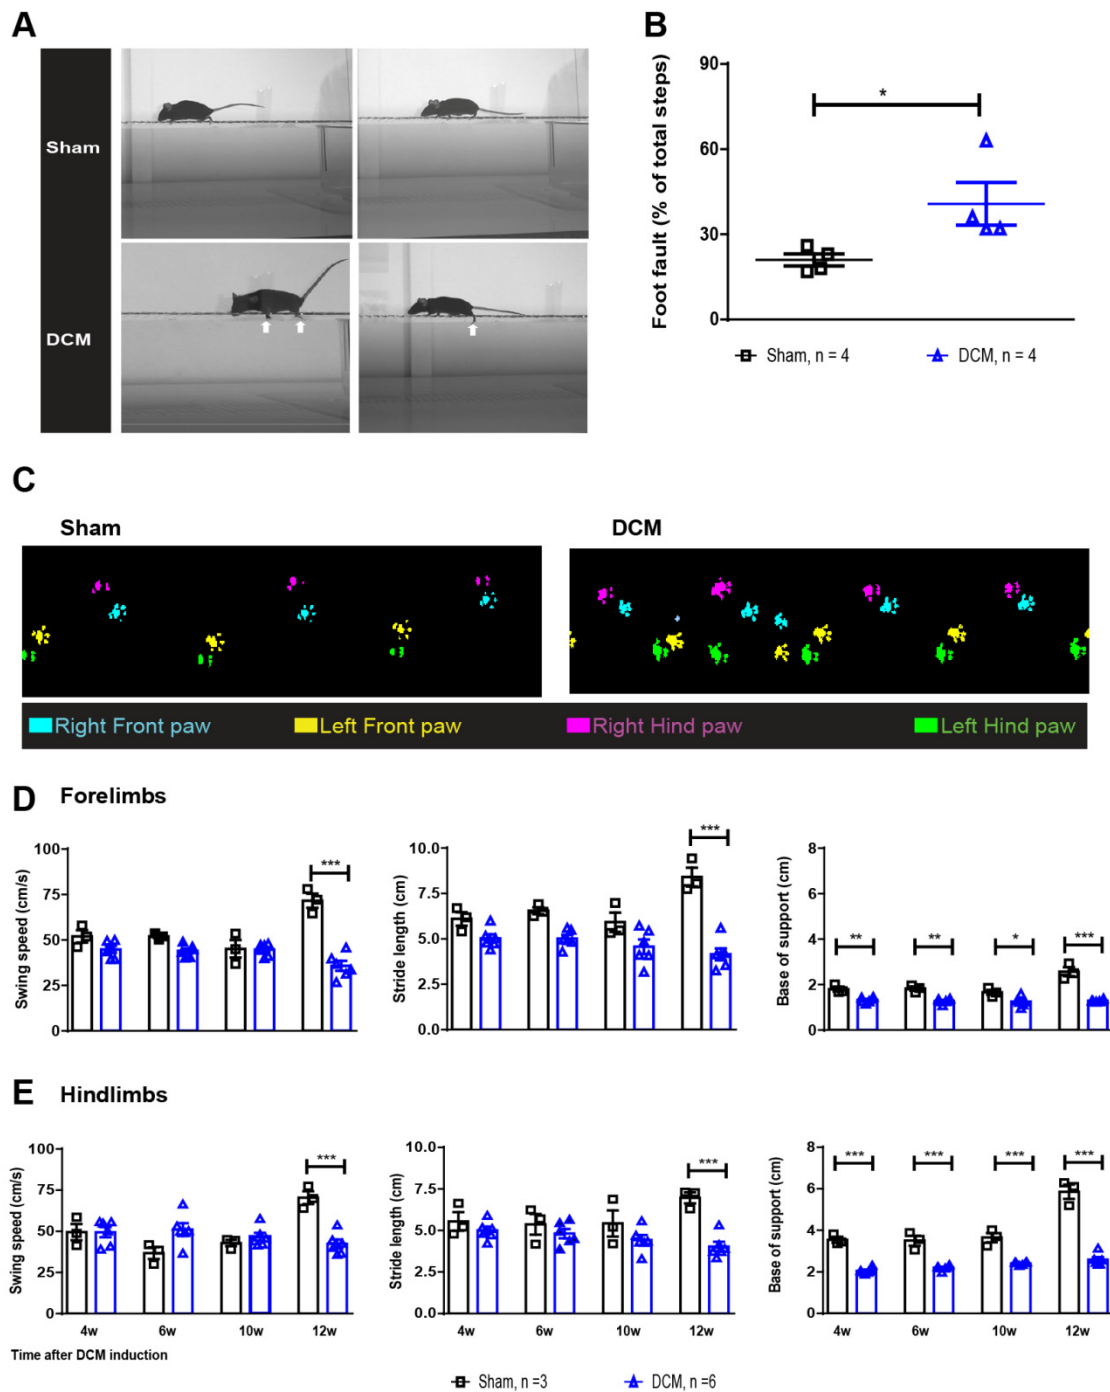 A
Sham
DCM
B
Foot fault (% of total steps)
90
60
30
0
*
Sham, n = 4
DCM, n = 4
C
Sham
DCM
Right Front paw
Left Front paw
Right Hind paw
Left Hind paw
D Forelimbs
Swing speed (cm/s)
100
75
50
25
0
***
Stride length (cm)
10.0
7.5
5.0
2.5
0.0
***
Base of support (cm)
8
6
4
2
0
**
**
*
***
E Hindlimbs
Swing speed (cm/s)
100
75
50
25
0
***
4w
6w
10w
12w
Stride length (cm)
10.0
7.5
5.0
2.5
0.0
***
4w
6w
10w
12w
Base of support (cm)
8
6
4
2
0
***
***
***
***
4w
6w
10w
12w
Time after DCM induction
Sham, n =3
DCM, n =6